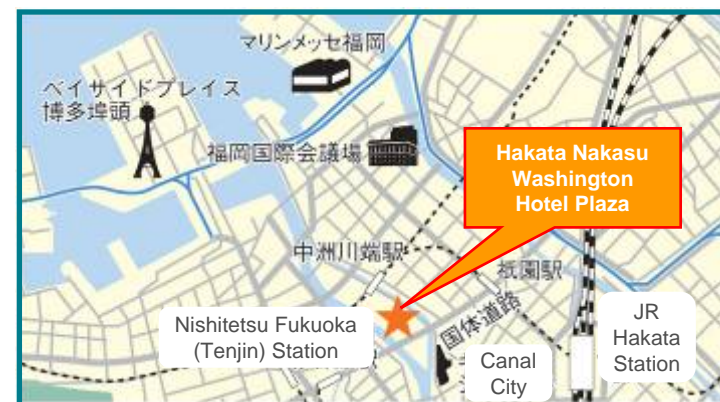 マリンメッセ福岡
ベイサイドプレイス
博多埠頭
福岡国際会議場
Hakata Nakasu
Washington
Hotel Plaza
中洲川端駅
祇園駅
国体道路
Nishitetsu Fukuoka
(Tenjin) Station
JR
Hakata
Station
Canal
City